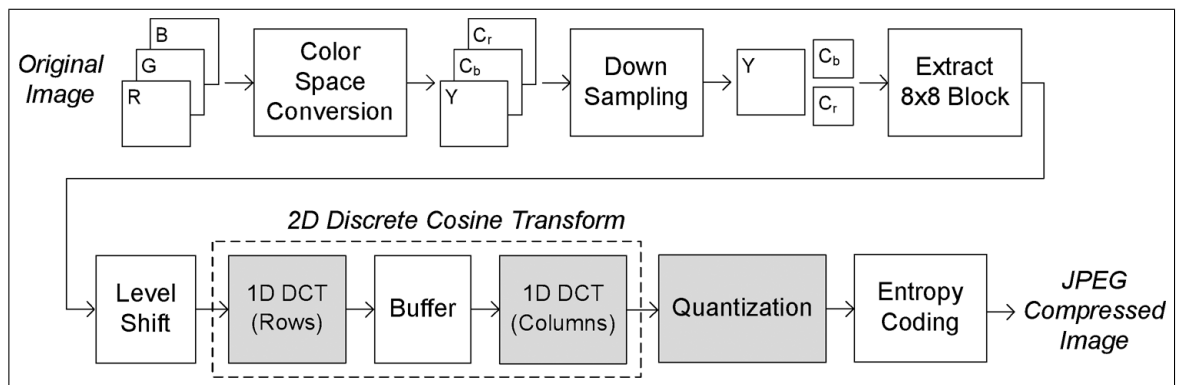 Original
Image
B
G
R
Color
Space
Conversion
Cr
Cb
Y
Down
Sampling
Y
Cb
Cr
Extract
8x8 Block
2D Discrete Cosine Transform
Level
Shift
1D DCT
(Rows)
Buffer
1D DCT
(Columns)
Quantization
Entropy
Coding
JPEG
Compressed
Image